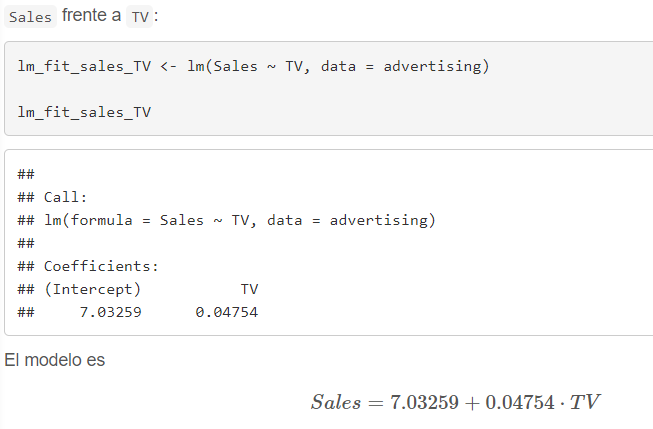 Sales frente a TV:
lm_fit_sales_TV <- lm(Sales ~ TV, data = advertising)
lm_fit_sales_TV
##
## Call:
## lm(formula = Sales ~ TV, data = advertising)
##
## Coefficients:
## (Intercept)           TV
##     7.03259      0.04754
El modelo es
Sales = 7.03259 + 0.04754 · TV